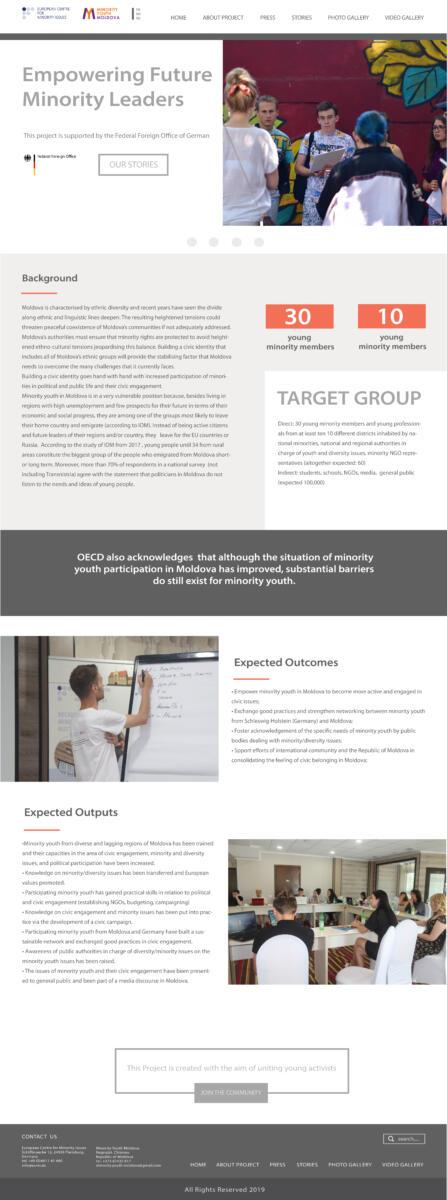 EUROPEAN CENTRE
FOR
MINORITY ISSUES
MINORITY
YOUTH
MOLDOVA
HOME
ABOUT PROJECT
PRESS
STORIES
PHOTO GALLERY
VIDEO GALLERY
Empowering Future
Minority Leaders
This project is supported by the Federal Foreign Office of German
Federal Foreign Office
OUR STORIES
Background
Moldova is characterised by ethnic diversity and recent years have seen the divide
along ethnic and linguistic lines deepen. The resulting heightened tensions could
threaten peaceful coexistence of Moldova's communities if not adequately addressed.
Moldova's authorities must ensure that minority rights are protected to avoid height-
ened ethno-cultural tensions jeopardising this balance. Building a civic identity that
includes all of Moldova's ethnic groups will provide the stabilising factor that Moldova
needs to overcome the many challenges that it currently faces.
Building a civic identity goes hand with hand with increased participation of minori-
ties in political and public life and their civic engagement.
Minority youth in Moldova is in a very vulnerable position because, besides living in
regions with high unemployment and few prospects for their future in terms of their
economic and social progress, they are among one of the groups most likely to leave
their home country and emigrate (according to IOM). Instead of being active citizens
and future leaders of their regions and/or country, they leave for the EU countries or
Russia. According to the study of IOM from 2017 , young people until 34 from rural
areas constitute the biggest group of the people who emigrated from Moldova short-
or long term. Moreover, more than 70% of respondents in a national survey (not
including Transnistria) agree with the statement that politicians in Moldova do not
listen to the needs and ideas of young people.
30
young
minority members
10
young
minority members
TARGET GROUP
Direct: 30 young minority members and young profession-
als from at least ten 10 different districts inhabited by na-
tional minorities, national and regional authorities in
charge of youth and diversity issues, minority NGO repre-
sentatives (altogether expected: 60)
Indirect: students, schools, NGOs, media, general public
(expected 100,000)
OECD also acknowledges that although the situation of minority
youth participation in Moldova has improved, substantial barriers
do still exist for minority youth.
Expected Outcomes
• Empower minority youth in Moldova to become more active and engaged in
civic issues;
• Exchange good practices and strengthen networking between minority youth
from Schleswig Holstein (Germany) and Moldova;
• Foster acknowledgement of the specific needs of minority youth by public
bodies dealing with minority/diversity issues;
• Spport efforts of international community and the Republic of Moldova in
consolidating the feeling of civic belonging in Moldova;
Expected Outputs
•Minority youth from diverse and lagging regions of Moldova has been trained
and their capacities in the area of civic engagement, minority and diversity
issues, and political participation have been increased.
• Knowledge on minority/diversity issues has been transferred and European
values promoted.
• Participating minority youth has gained practical skills in relation to political
and civic engagement (establishing NGOs, budgeting, campaigning)
• Knowledge on civic engagement and minority issues has been put into prac-
tice via the development of a civic campaign.
• Participating minority youth from Moldova and Germany have built a sus-
tainable network and exchanged good practices in civic engagement.
• Awareness of public authorities in charge of diversity/minority issues on the
minority youth issues has been raised.
• The issues of minority youth and their civic engagement have been present-
ed to general public and been part of a media discourse in Moldova.
This Project is created with the aim of uniting young activists
JOIN THE COMMUNITY
CONTACT US
European Centre for Minority Issues
Germany
Minority Youth Moldova
Republic of Moldova
search...
HOME
ABOUT PROJECT
PRESS
STORIES
PHOTO GALLERY
VIDEO GALLERY
All Rights Reserved 2019